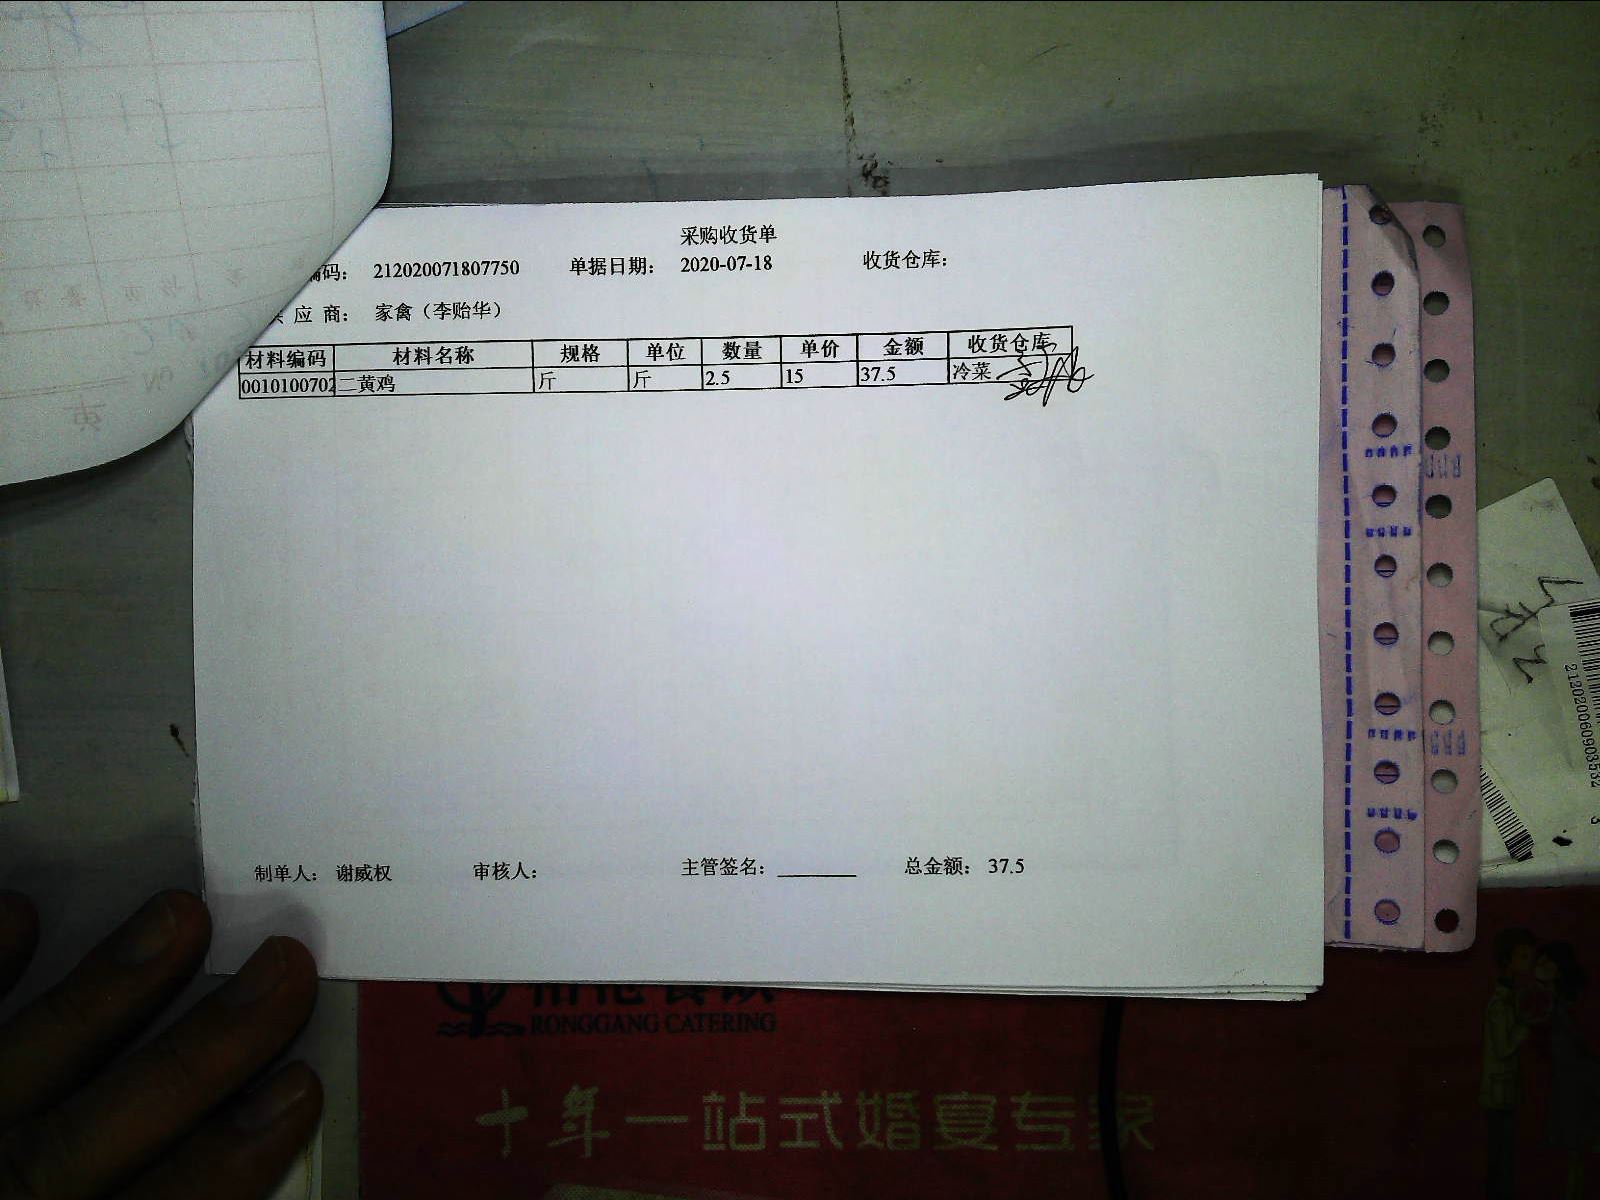 采购收货单
编码： 212020071807750 单据日期： 2020-07-18 收货仓库：
应 商： 家禽（李贻华）
材料编码 材料名称 规格 单位 数量 单价 金额 收货仓库
0010100702 二黄鸡 斤 斤 2.5 15 37.5 冷菜
制单人： 谢威权 审核人： 主管签名： 总金额： 37.5
RONGGANG CATERING
十年一站式婚宴专家
212020060903532